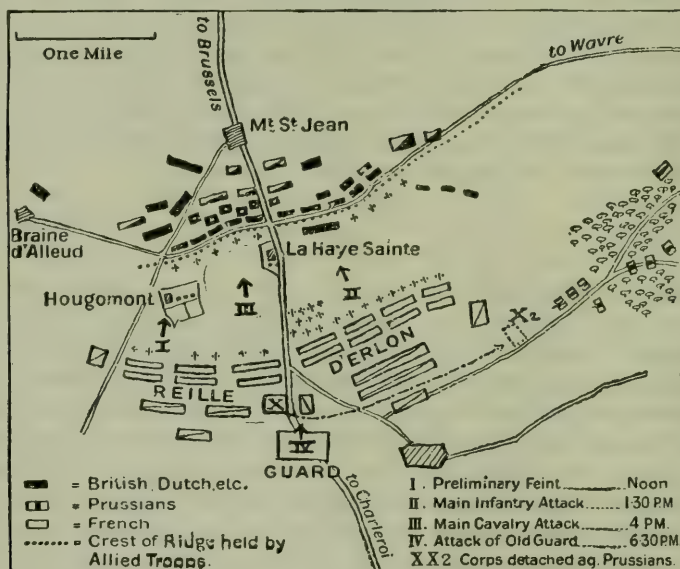 One Mile
to Brussels
to Wavre
Mt. St. Jean
Braine
d'Alleud
La Haye Sainte
Hougomont
II
III
I
X2
D'ERLON
REILLE
X
IV
GUARD
to Charleroi
= British, Dutch, etc.
= Prussians
= French
= Crest of Ridge held by
Allied Troops.
I. Preliminary Feint Noon
II. Main Infantry Attack 1·30 P.M
III. Main Cavalry Attack 4 PM.
IV. Attack of Old Guard 6·30 P.M
XX2 Corps detached ag. Prussians.